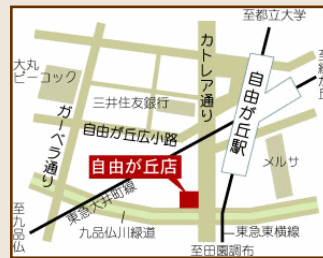 至都立大学
大丸
ピーコック
カトレア通り
自由が丘駅
三井住友銀行
ガーベラ通り
自由が丘広小路
メルサ
自由が丘店
東急大井町線
至九品仏
九品仏川緑道
東急東横線
至田園調布